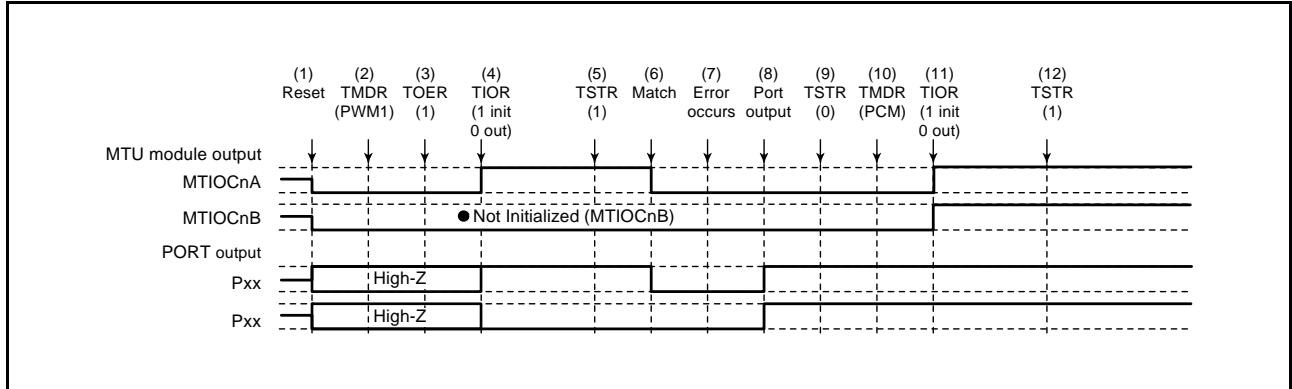 (1) (2) (3) (4) (5) (6) (7) (8) (9) (10) (11) (12)
Reset TMDR TOER TIOR TSTR Match Error Port TSTR TMDR TIOR TSTR
(PWM1) (1) (1 init (1) occurs output (0) (PCM) (1 init (1)
0 out) 0 out)
MTU module output
MTIOCnA
MTIOCnB ● Not Initialized (MTIOCnB)
PORT output
Pxx High-Z
Pxx High-Z